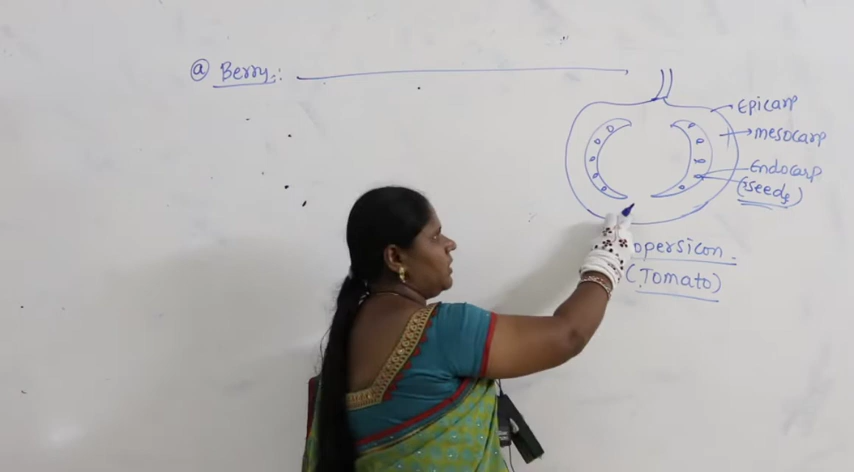 ⓐ Berry :
Epicarp
mesocarp
Endocarp
(seeds)
opersicon
(Tomato)